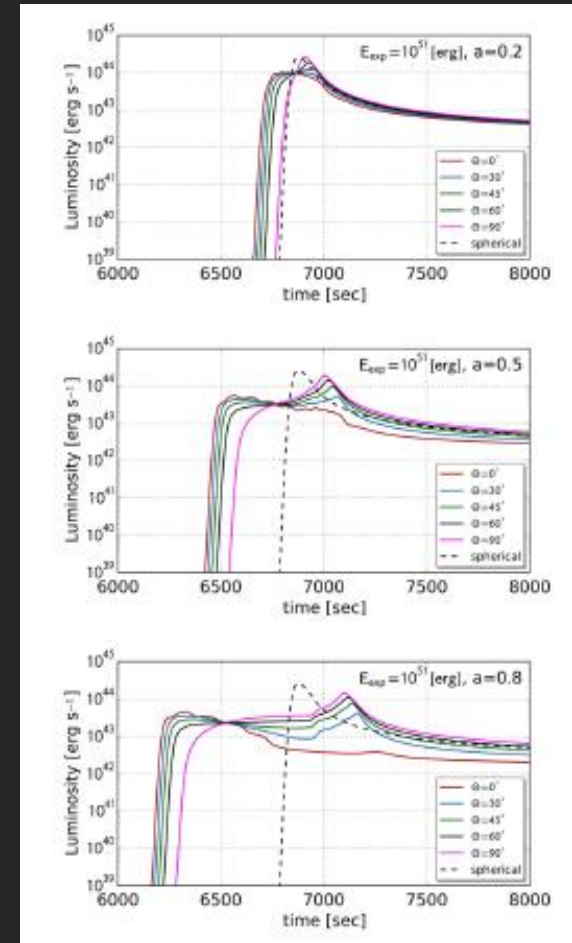 E_exp=10^51 [erg], a=0.2
Luminosity [erg s⁻¹]
10^45
10^44
10^43
10^42
10^41
10^40
10^39
Θ=0°
Θ=30°
Θ=45°
Θ=60°
Θ=90°
spherical
6000 6500 7000 7500 8000
time [sec]
E_exp=10^51 [erg], a=0.5
Luminosity [erg s⁻¹]
10^45
10^44
10^43
10^42
10^41
10^40
10^39
Θ=0°
Θ=30°
Θ=45°
Θ=60°
Θ=90°
spherical
6000 6500 7000 7500 8000
time [sec]
E_exp=10^51 [erg], a=0.8
Luminosity [erg s⁻¹]
10^45
10^44
10^43
10^42
10^41
10^40
10^39
Θ=0°
Θ=30°
Θ=45°
Θ=60°
Θ=90°
spherical
6000 6500 7000 7500 8000
time [sec]